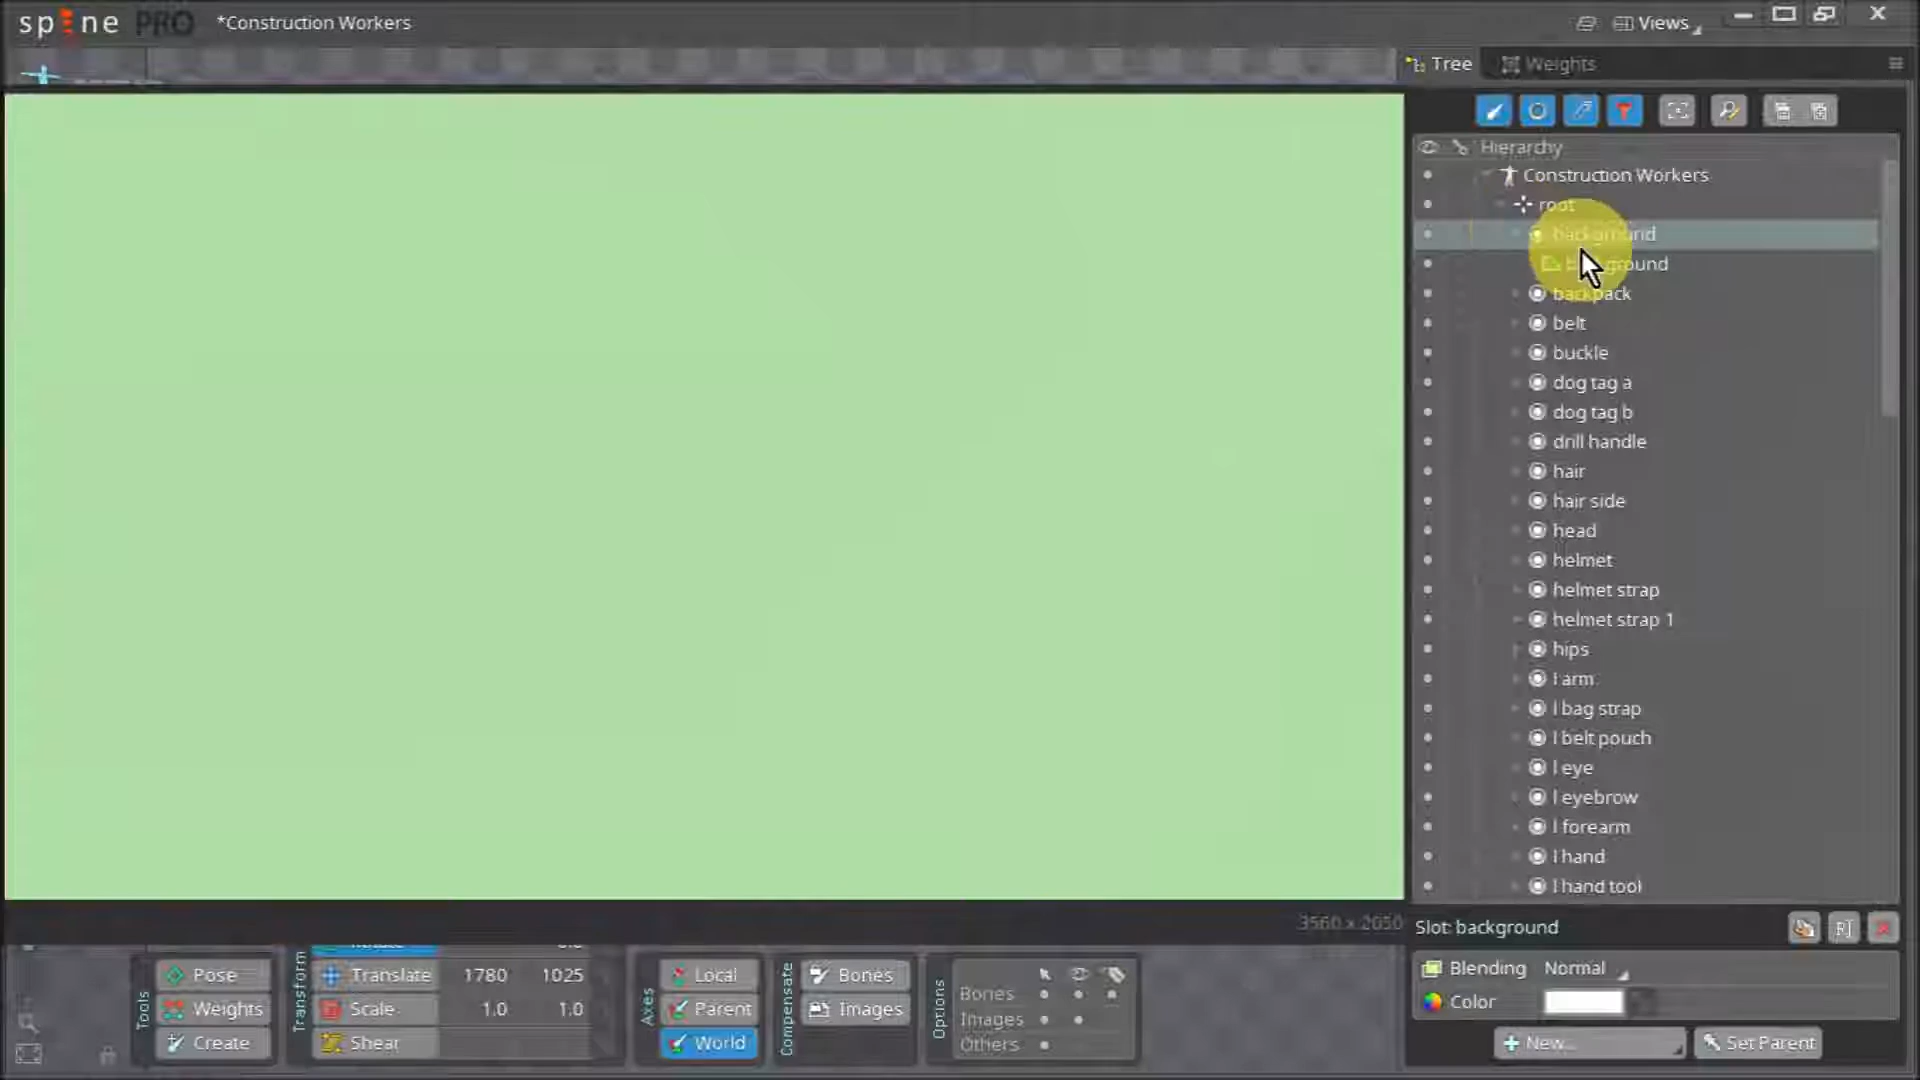 spine PRO *Construction Workers Views
Tree Weights
Hierarchy
Construction Workers
root
background
background
backpack
belt
buckle
dog tag a
dog tag b
drill handle
hair
hair side
head
helmet
helmet strap
helmet strap 1
hips
l arm
l bag strap
l belt pouch
l eye
l eyebrow
l forearm
l hand
l hand tool
3560 x 2050
Slot: background
Blending Normal
Color
New... Set Parent
Tools
Pose
Weights
Create
Transform
Translate 1780 1025
Scale 1.0 1.0
Shear
Axes
Local
Parent
World
Compensate
Bones
Images
Options
Bones
Images
Others